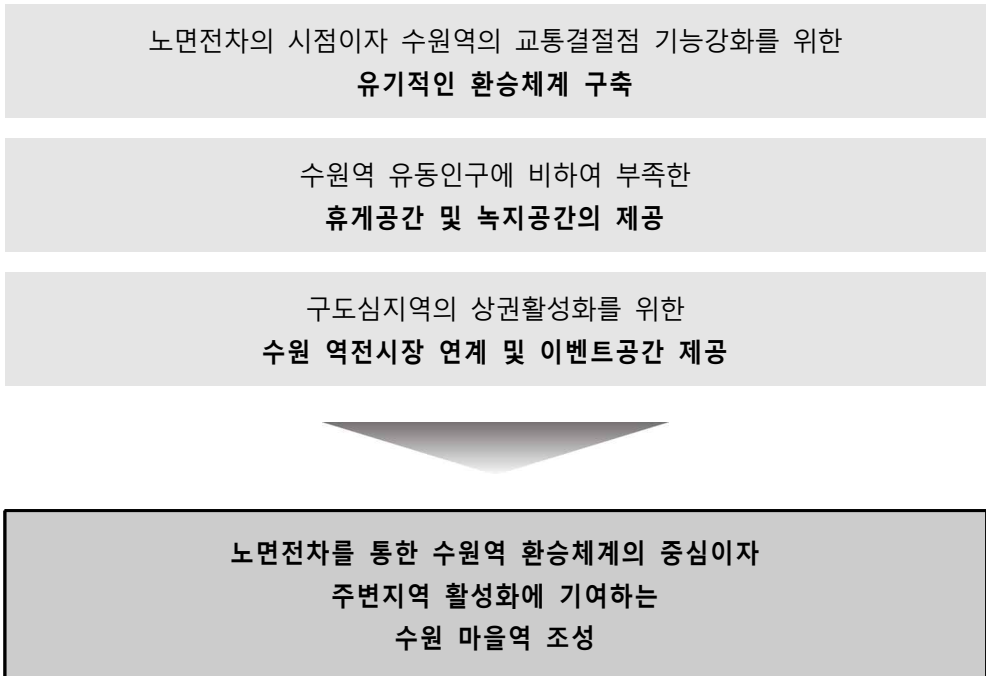 노면전차의 시점이자 수원역의 교통결절점 기능강화를 위한
유기적인 환승체계 구축
수원역 유동인구에 비하여 부족한
휴게공간 및 녹지공간의 제공
구도심지역의 상권활성화를 위한
수원 역전시장 연계 및 이벤트공간 제공
노면전차를 통한 수원역 환승체계의 중심이자
주변지역 활성화에 기여하는
수원 마을역 조성